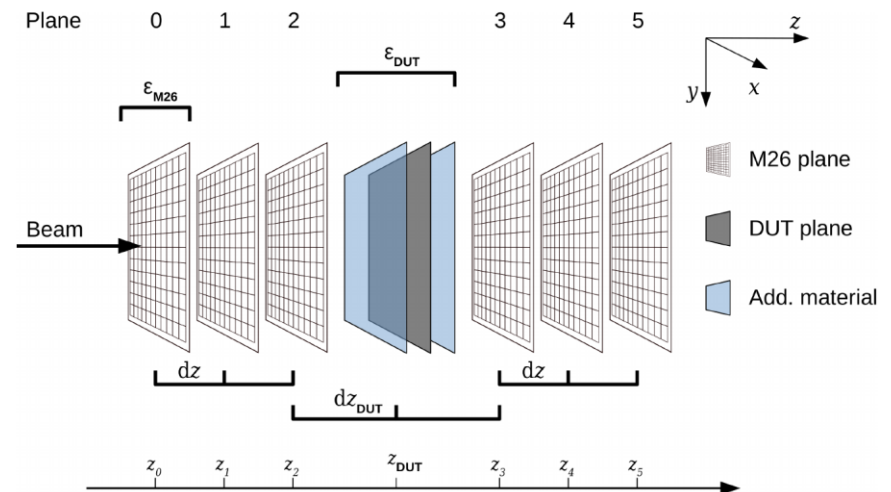 Plane 0 1 2 3 4 5
z
x
y
ε_DUT
ε_M26
M26 plane
Beam
DUT plane
Add. material
dz dz
dz_DUT
z_0 z_1 z_2 z_DUT z_3 z_4 z_5